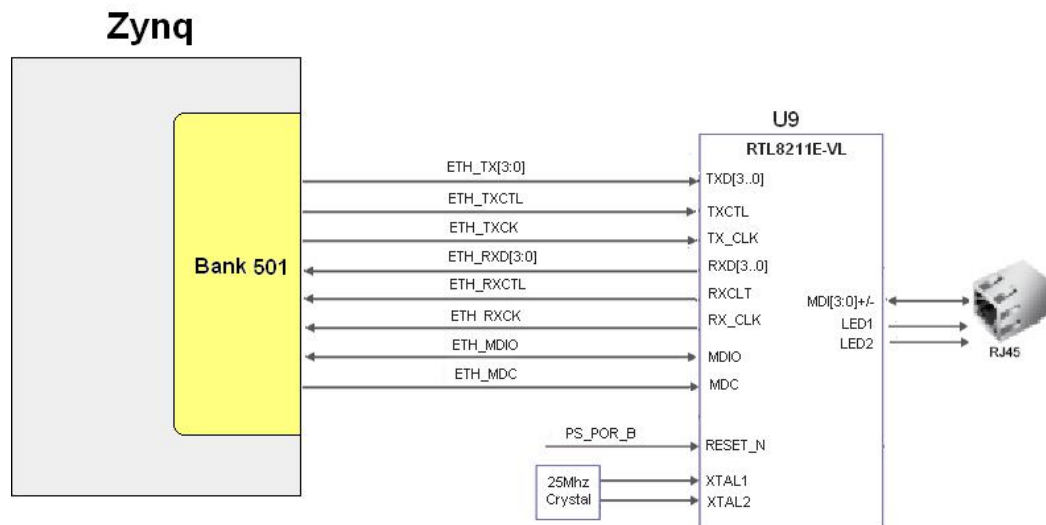 Zynq
U9
RTL8211E-VL
ETH_TX[3:0]
TXD[3..0]
ETH_TXCTL
TXCTL
ETH_TXCK
TX_CLK
Bank 501
ETH_RXD[3:0]
RXD[3..0]
ETH_RXCTL
RXCLT
ETH_RXCK
RX_CLK
ETH_MDIO
MDIO
ETH_MDC
MDC
MDI[3:0]+/-
LED1
LED2
RJ45
PS_POR_B
RESET_N
25Mhz
Crystal
XTAL1
XTAL2